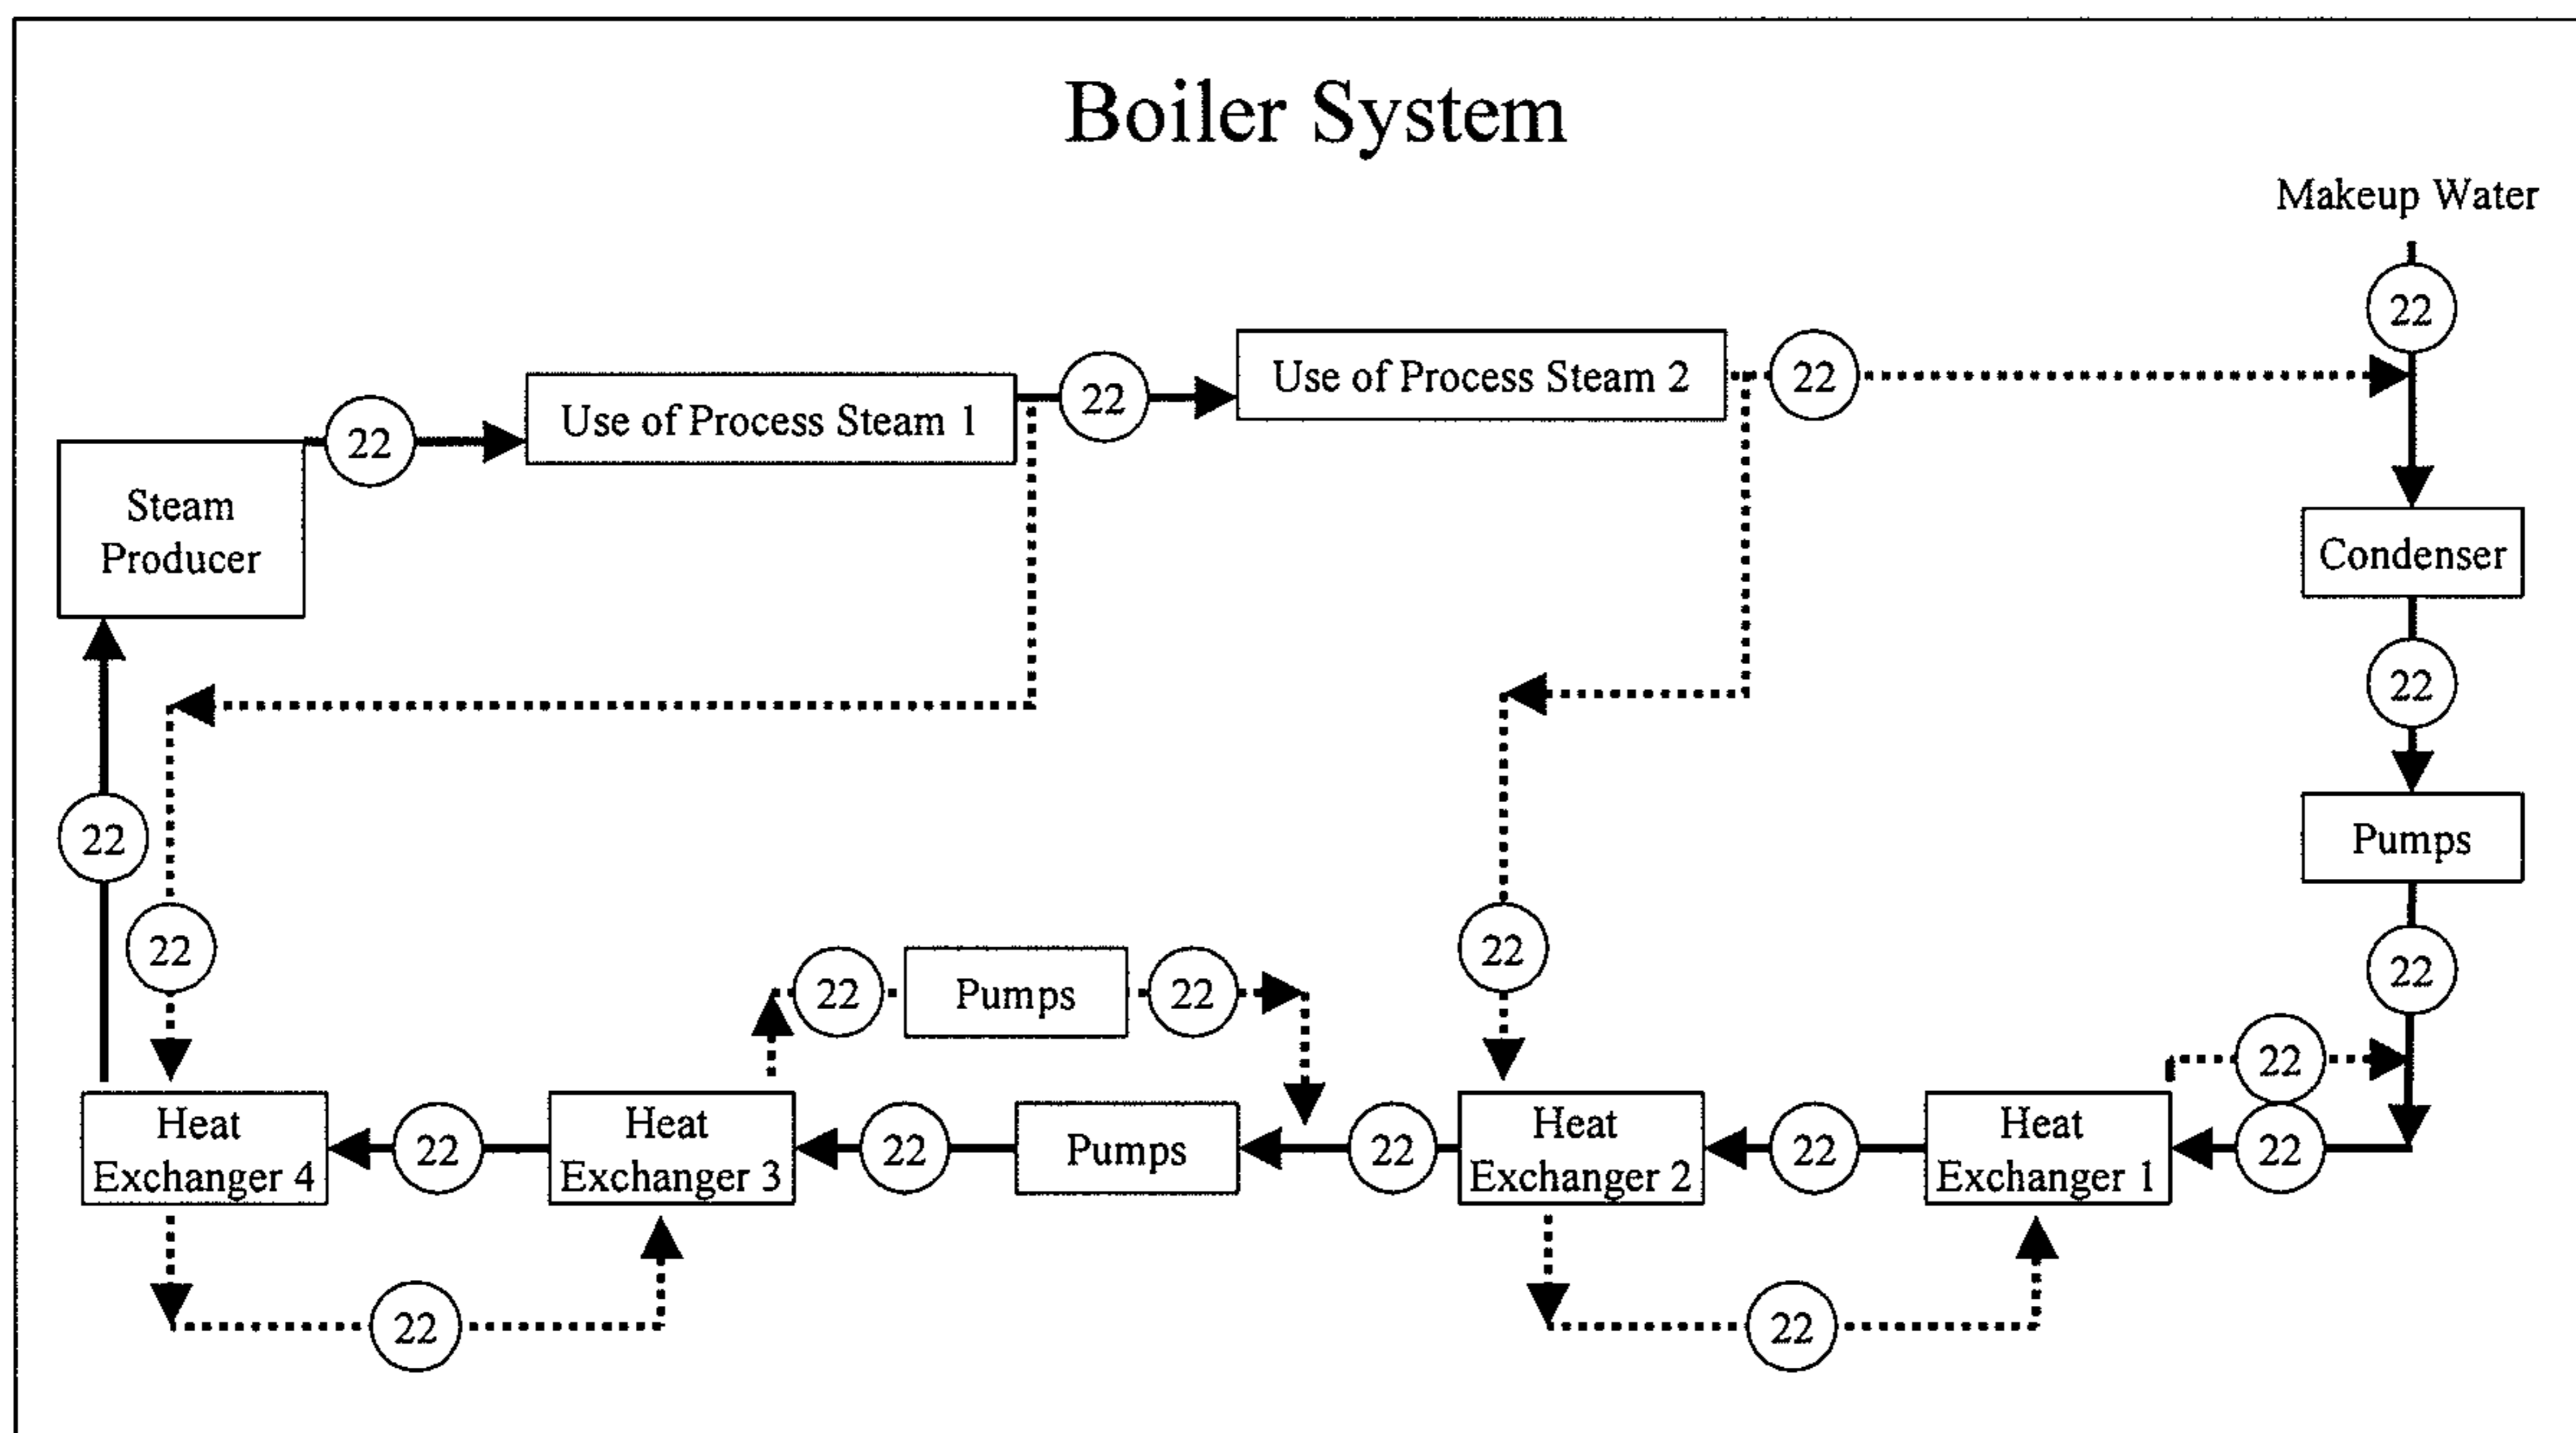 Boiler System
Makeup Water
22
Use of Process Steam 2
22
22
Use of Process Steam 1
22
22
Steam
Producer
Condenser
22
22
Pumps
22
22
22
22
Pumps
22
22
Heat
Exchanger 4
22
Heat
Exchanger 3
22
Pumps
22
Heat
Exchanger 2
22
Heat
Exchanger 1
22
22
22